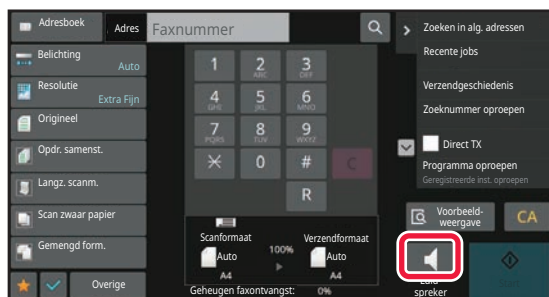 Adresboek
Adres
Faxnummer
Zoeken in alg. adressen
Recente jobs
Verzendgeschiedenis
Zoeknummer oproepen
Direct TX
Programma oproepen
Geregistreerde inst. oproepen
Belichting
Auto
Resolutie
Extra Fijn
Origineel
Opdr. samenst.
Langz. scanm.
Scan zwaar papier
Gemengd form.
Overige
1
2
ABC
3
DEF
4
GHI
5
JKL
6
MNO
7
PQRS
8
TUV
9
WXYZ
0
#
C
R
Scanformaat
Auto
A4
100%
Verzendformaat
Auto
A4
Geheugen faxontvangst: 0%
Voorbeeld-
weergave
CA
Luid-
spreker
Start